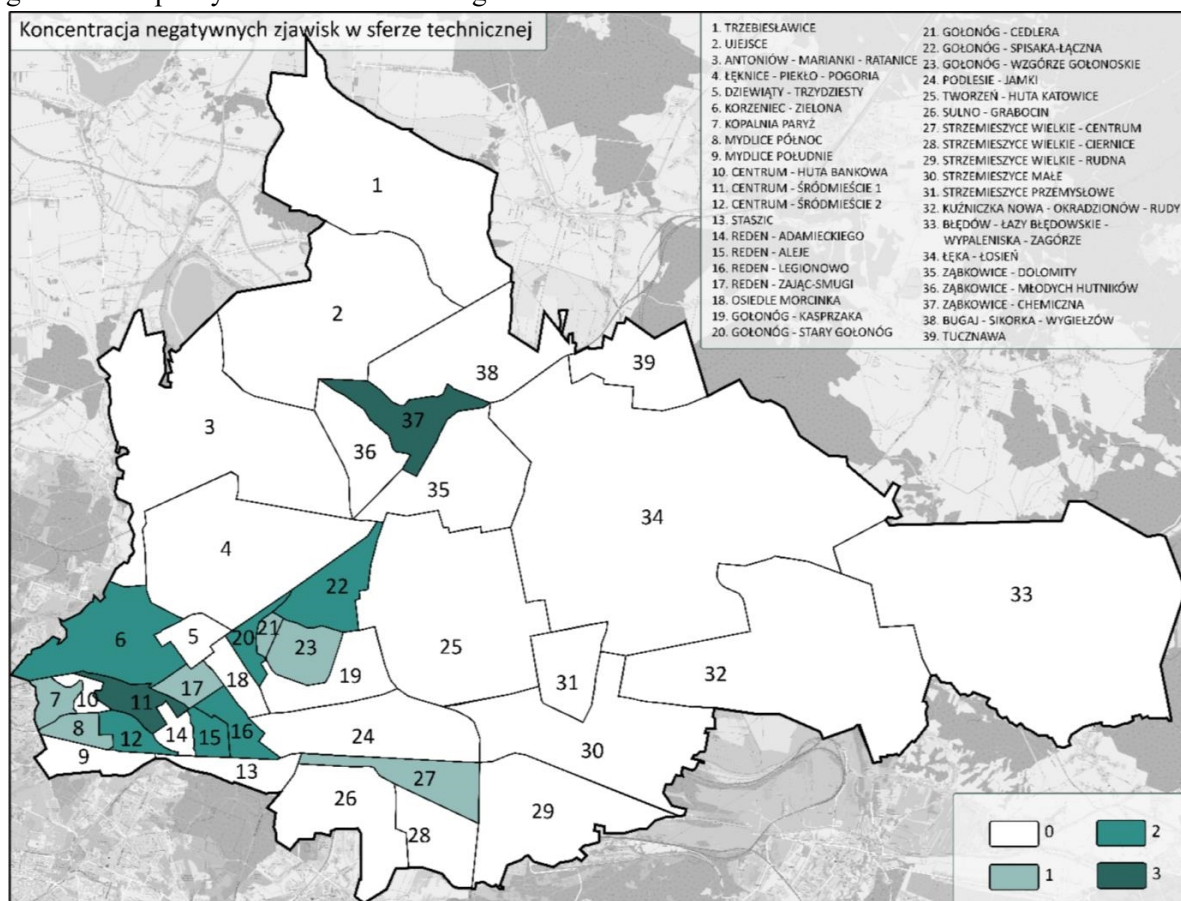 Koncentracja negatywnych zjawisk w sferze technicznej
1. TRZEBIESŁAWICE
2. UJEJSCE
3. ANTONIÓW - MARIANKI - RATANICE
4. ŁĘKNICE - PIEKŁO - POGORIA
5. DZIEWIĄTY - TRZYDZIESTY
6. KORZENIEC - ZIELONA
7. KOPALNIA PARYŻ
8. MYDLICE PÓŁNOC
9. MYDLICE POŁUDNIE
10. CENTRUM - HUTA BANKOWA
11. CENTRUM - ŚRÓDMIEŚCIE 1
12. CENTRUM - ŚRÓDMIEŚCIE 2
13. STASZIC
14. REDEN - ADAMIECKIEGO
15. REDEN - ALEJE
16. REDEN - LEGIONOWO
17. REDEN - ZAJĄC-SMUGI
18. OSIEDLE MORCINKA
19. GOŁONÓG - KASPRZAKA
20. GOŁONÓG - STARY GOŁONÓG
21. GOŁONÓG - CEDLERA
22. GOŁONÓG - SPISAKA-ŁĄCZNA
23. GOŁONÓG - WZGÓRZE GOŁONOSKIE
24. PODLESIE - JAMKI
25. TWORZEŃ - HUTA KATOWICE
26. SULNO - GRABOCIN
27. STRZEMIESZYCE WIELKIE - CENTRUM
28. STRZEMIESZYCE WIELKIE - CIERNICE
29. STRZEMIESZYCE WIELKIE - RUDNA
30. STRZEMIESZYCE MAŁE
31. STRZEMIESZYCE PRZEMYSŁOWE
32. KUŹNICZKA NOWA - OKRADZIONÓW - RUDY
33. BŁĘDÓW - ŁAZY BŁĘDOWSKIE -
WYPALENISKA - ZAGÓRZE
34. ŁĘKA - ŁOSIEŃ
35. ZĄBKOWICE - DOLOMITY
36. ZĄBKOWICE - MŁODYCH HUTNIKÓW
37. ZĄBKOWICE - CHEMICZNA
38. BUGAJ - SIKORKA - WYGIEŁZÓW
39. TUCZNAWA
1
2
39
38
37
3
36
35
34
4
22
33
6
5
20
21
23
25
18
19
31
32
17
7
10
11
14
15
16
8
12
24
30
9
13
27
26
28
29
0
2
1
3